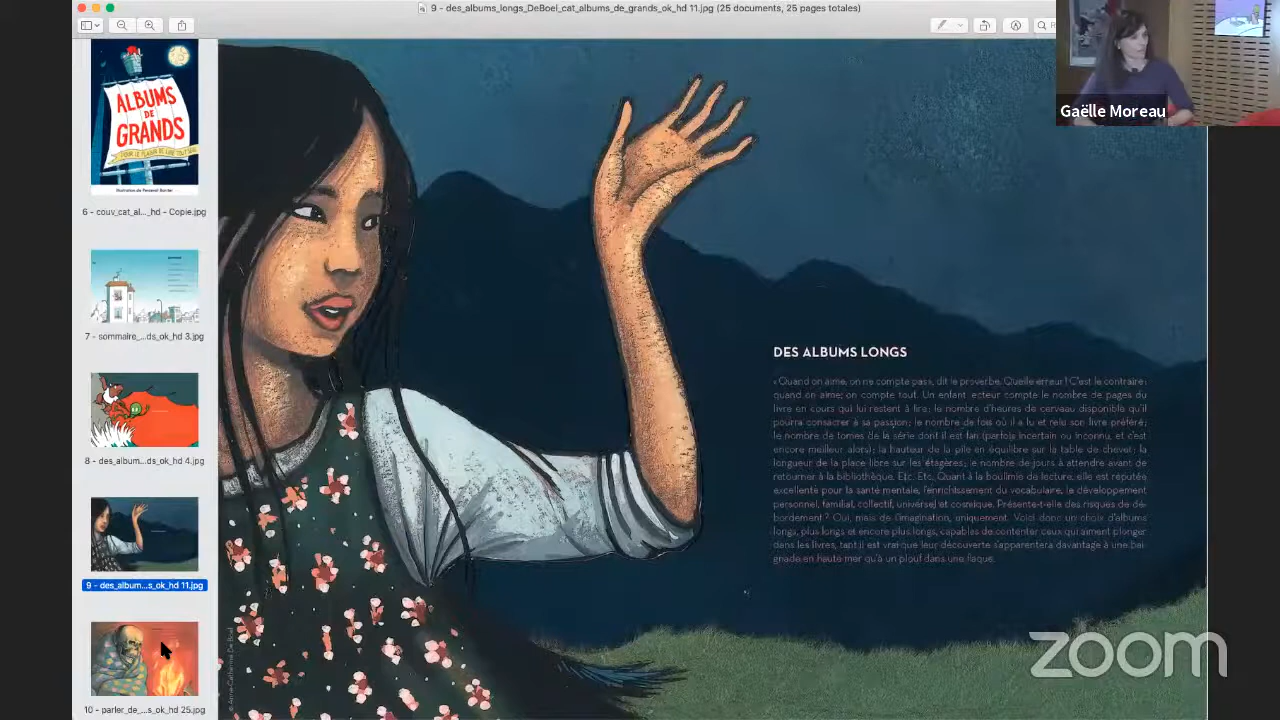 9 - des_albums_longs_DeBoel_cat_albums_de_grands_ok_hd 11.jpg (25 documents, 25 pages totales)
Gaëlle Moreau
ALBUMS
DE
GRANDS
POUR LE PLAISIR DE LIRE TOUT SEUL
6 - couv_cat_al..._hd - Copie.jpg
7 - sommaire_...ds_ok_hd 3.jpg
8 - des_album...ds_ok_hd 4.jpg
9 - des_album...s_ok_hd 11.jpg
10 - parler_de_...s_ok_hd 25.jpg
DES ALBUMS LONGS
« Quand on aime, on ne compte pas», dit le proverbe. Quelle erreur ! C'est le contraire :
quand on aime, on compte tout. Un enfant lecteur compte le nombre de pages du
livre en cours qui lui restent à lire ; le nombre d'heures de cerveau disponible qu'il
pourra consacrer à sa passion ; le nombre de fois où il a lu et relu son livre préféré ;
le nombre de tomes de la série dont il est fan (parfois incertain ou inconnu, et c'est
encore meilleur alors) ; la hauteur de la pile en équilibre sur la table de chevet ; la
longueur de la place libre sur les étagères ; le nombre de jours à attendre avant de
retourner à la bibliothèque. Etc. Etc. Quant à la boulimie de lecture, elle est réputée
excellente pour la santé mentale, l'enrichissement du vocabulaire, le développement
personnel, familial, collectif, universel et cosmique. Présente-t-elle des risques de dé-
bordement ? Oui, mais de l'imagination, uniquement. Voici donc un choix d'albums
longs, plus longs et encore plus longs, capables de contenter ceux qui aiment plonger
dans les livres, tant il est vrai que leur découverte s'apparentera davantage à une bai-
gnade en haute mer qu'à un plouf dans une flaque.
© Anne-Catherine De Boel
zoom